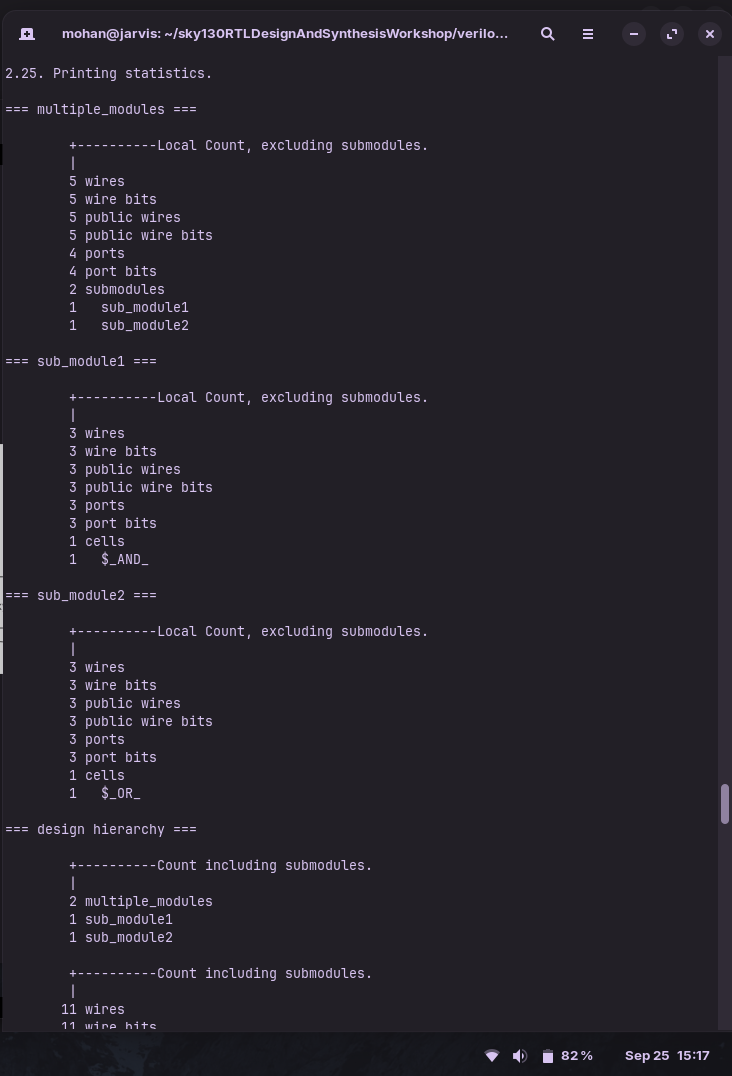 mohan@jarvis: ~/sky130RTLDesignAndSynthesisWorkshop/verilo...
2.25. Printing statistics.
=== multiple_modules ===
+----------Local Count, excluding submodules.
|
5 wires
5 wire bits
5 public wires
5 public wire bits
4 ports
4 port bits
2 submodules
1   sub_module1
1   sub_module2
=== sub_module1 ===
+----------Local Count, excluding submodules.
|
3 wires
3 wire bits
3 public wires
3 public wire bits
3 ports
3 port bits
1 cells
1   $_AND_
=== sub_module2 ===
+----------Local Count, excluding submodules.
|
3 wires
3 wire bits
3 public wires
3 public wire bits
3 ports
3 port bits
1 cells
1   $_OR_
=== design hierarchy ===
+----------Count including submodules.
|
2 multiple_modules
1 sub_module1
1 sub_module2
+----------Count including submodules.
|
11 wires
11 wire bits
82% Sep 25 15:17